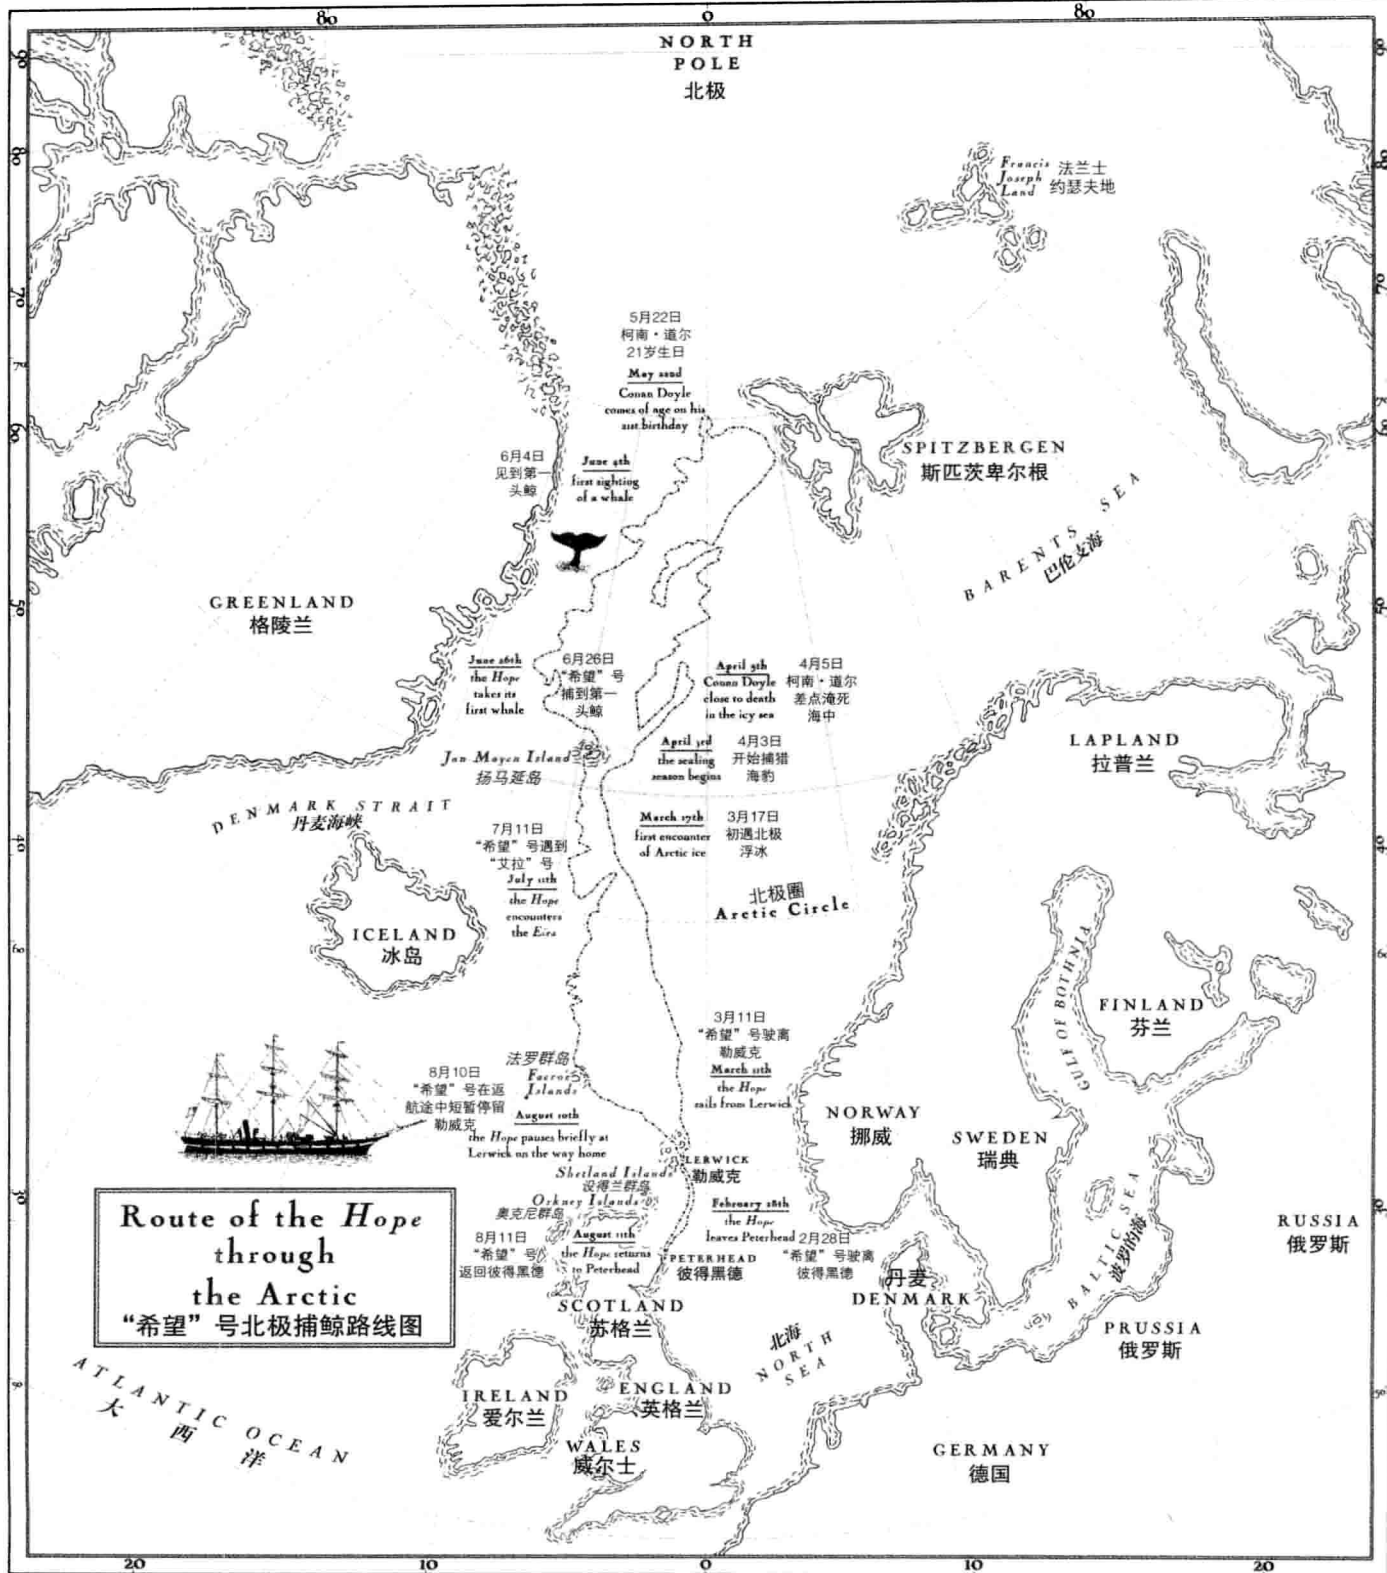 80
0
80
NORTH
POLE
北极
90
90
80
80
Francis
Joseph
Land
法兰士
约瑟夫地
70
70
5月22日
柯南·道尔
21岁生日
May 22nd
Conan Doyle
comes of age on his
21st birthday
60
60
SPITZBERGEN
斯匹茨卑尔根
6月4日
见到第一
头鲸
June 4th
first sighting
of a whale
BARENTS SEA
巴伦支海
50
50
GREENLAND
格陵兰
June 26th
the Hope
takes its
first whale
6月26日
“希望”号
捕到第一
头鲸
April 5th
Conan Doyle
close to death
in the icy sea
4月5日
柯南·道尔
差点淹死
海中
Jan Mayen Island
扬马延岛
April 3rd
the sealing
season begins
4月3日
开始捕猎
海豹
LAPLAND
拉普兰
DENMARK STRAIT
丹麦海峡
March 17th
first encounter
of Arctic ice
3月17日
初遇北极
浮冰
40
40
7月11日
“希望”号遇到
“艾拉”号
July 11th
the Hope
encounters
the Eira
北极圈
Arctic Circle
ICELAND
冰岛
GULF OF BOTHNIA
FINLAND
芬兰
3月11日
“希望”号驶离
勒威克
March 11th
the Hope
sails from Lerwick
法罗群岛
Faeroe
Islands
8月10日
“希望”号在返
航途中短暂停留
勒威克
August 10th
the Hope pauses briefly at
Lerwick on the way home
NORWAY
挪威
SWEDEN
瑞典
LERWICK
勒威克
Shetland Islands
设得兰群岛
Orkney Islands
奥克尼群岛
30
BALTIC SEA
波罗的海
RUSSIA
俄罗斯
February 28th
the Hope
leaves Peterhead
2月28日
“希望”号驶离
彼得黑德
8月11日
“希望”号
返回彼得黑德
August 11th
the Hope returns
to Peterhead
PETERHEAD
彼得黑德
Route of the Hope
through
the Arctic
“希望”号北极捕鲸路线图
丹麦
DENMARK
SCOTLAND
苏格兰
PRUSSIA
俄罗斯
北海
NORTH
SEA
ATLANTIC OCEAN
大西洋
IRELAND
爱尔兰
ENGLAND
英格兰
WALES
威尔士
GERMANY
德国
20
10
0
10
20